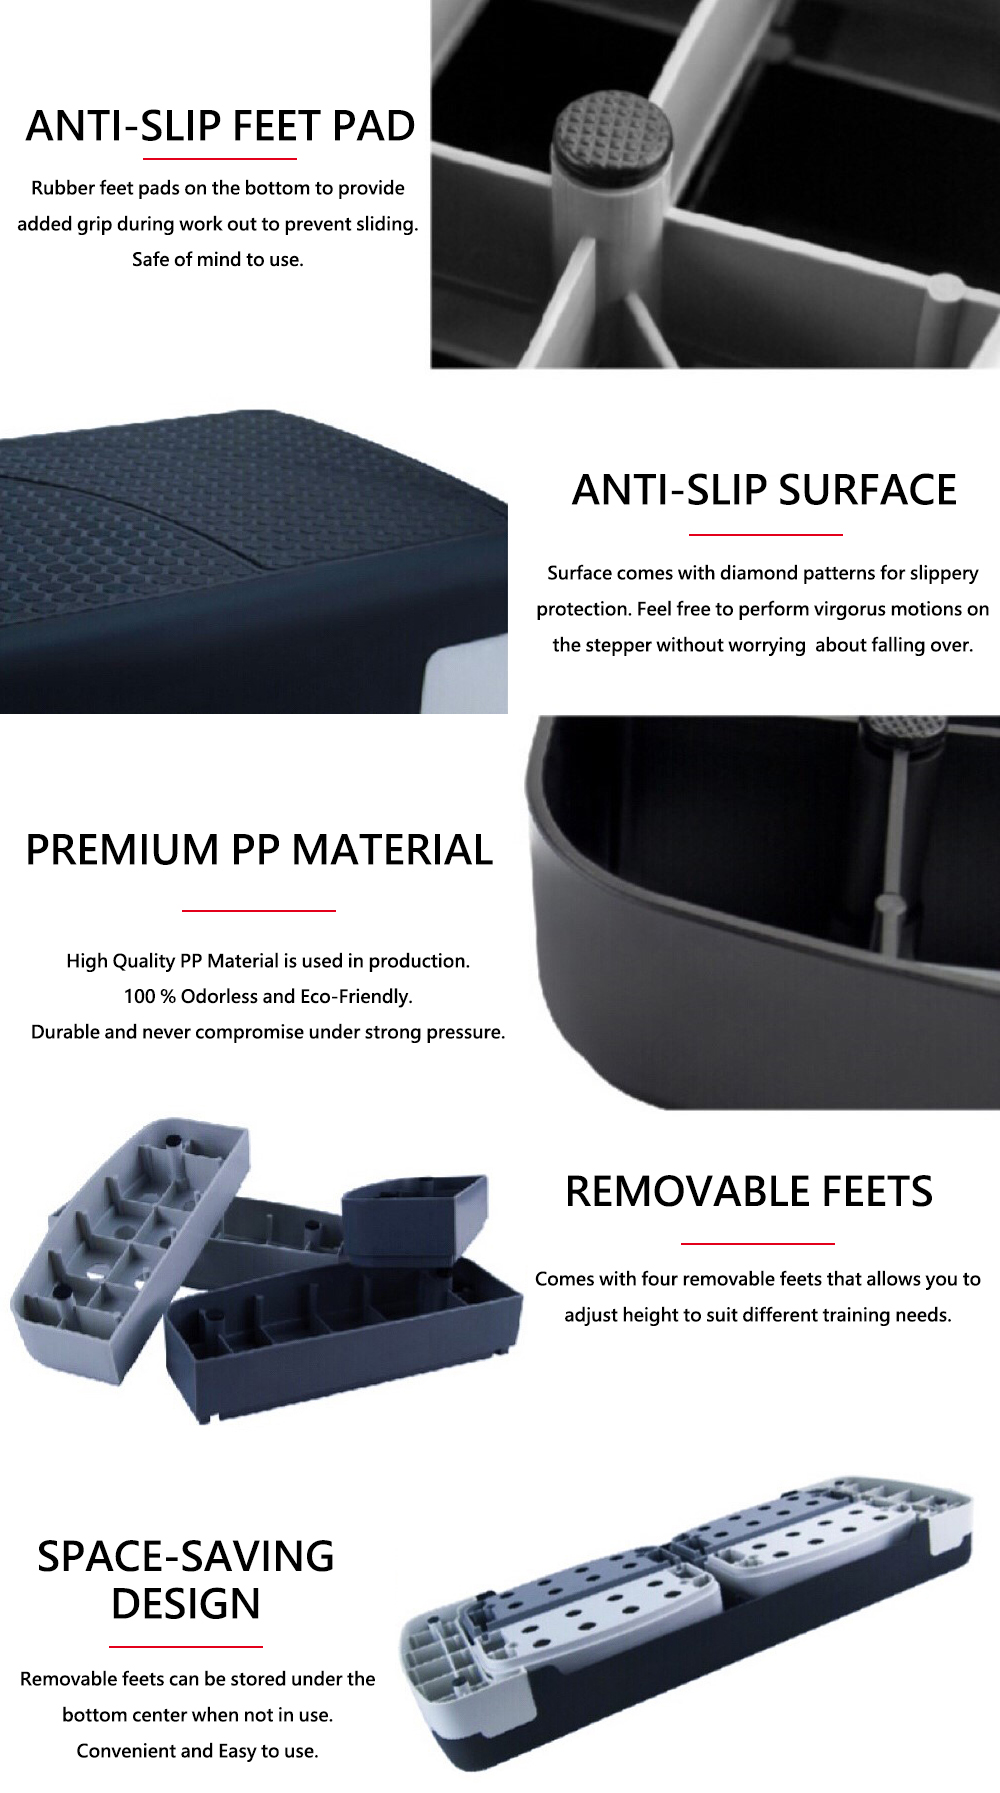 ANTI-SLIP FEET PAD
Rubber feet pads on the bottom to provide
added grip during work out to prevent sliding.
Safe of mind to use.
ANTI-SLIP SURFACE
Surface comes with diamond patterns for slippery
protection. Feel free to perform virgorus motions on
the stepper without worrying  about falling over.
PREMIUM PP MATERIAL
High Quality PP Material is used in production.
100 % Odorless and Eco-Friendly.
Durable and never compromise under strong pressure.
REMOVABLE FEETS
Comes with four removable feets that allows you to
adjust height to suit different training needs.
SPACE-SAVING
DESIGN
Removable feets can be stored under the
bottom center when not in use.
Convenient and Easy to use.